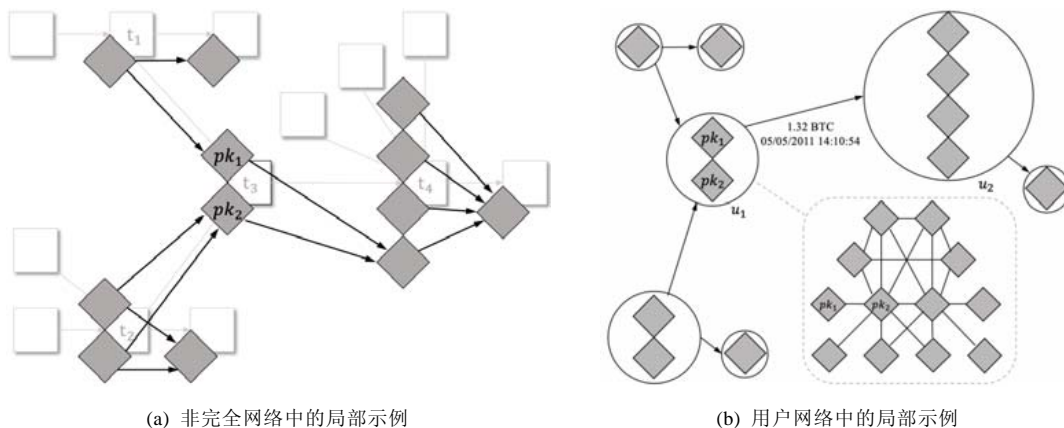 t₁
pk₁
t₃
pk₂
t₄
t₂
(a) 非完全网络中的局部示例
1.32 BTC
05/05/2011 14:10:54
pk₁
pk₂
u₁
u₂
pk₁
pk₂
(b) 用户网络中的局部示例